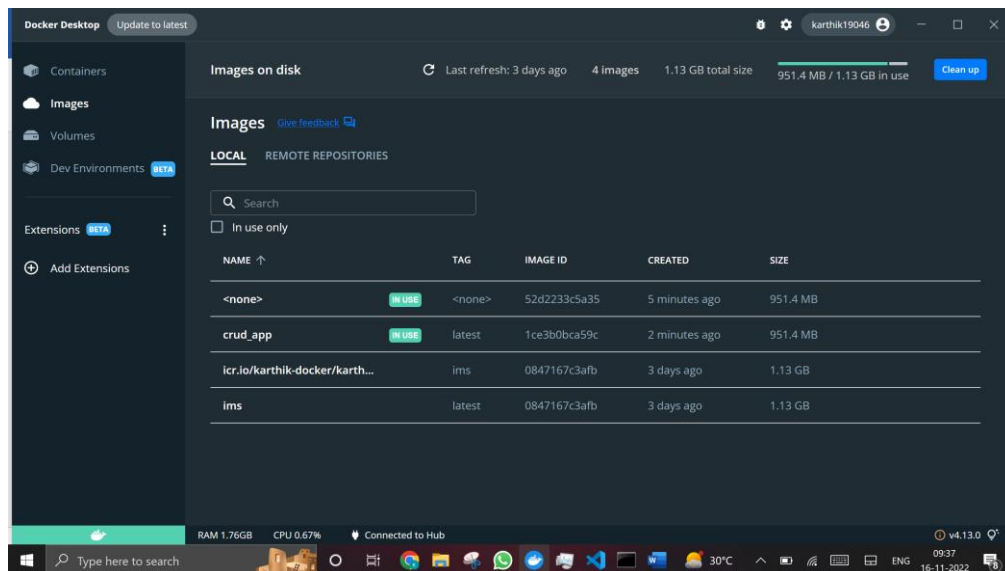 Docker Desktop Update to latest karthik19046
Containers
Images
Volumes
Dev Environments BETA
Extensions BETA
Add Extensions
Images on disk Last refresh: 3 days ago 4 images 1.13 GB total size 951.4 MB / 1.13 GB in use Clean up
Images Give feedback
LOCAL REMOTE REPOSITORIES
Search
In use only
NAME TAG IMAGE ID CREATED SIZE
<none> IN USE <none> 52d2233c5a35 5 minutes ago 951.4 MB
crud_app IN USE latest 1ce3b0bca59c 2 minutes ago 951.4 MB
icr.io/karthik-docker/karth... ims 0847167c3afb 3 days ago 1.13 GB
ims latest 0847167c3afb 3 days ago 1.13 GB
RAM 1.76GB CPU 0.67% Connected to Hub v4.13.0
Type here to search 30°C ENG 09:37
16-11-2022